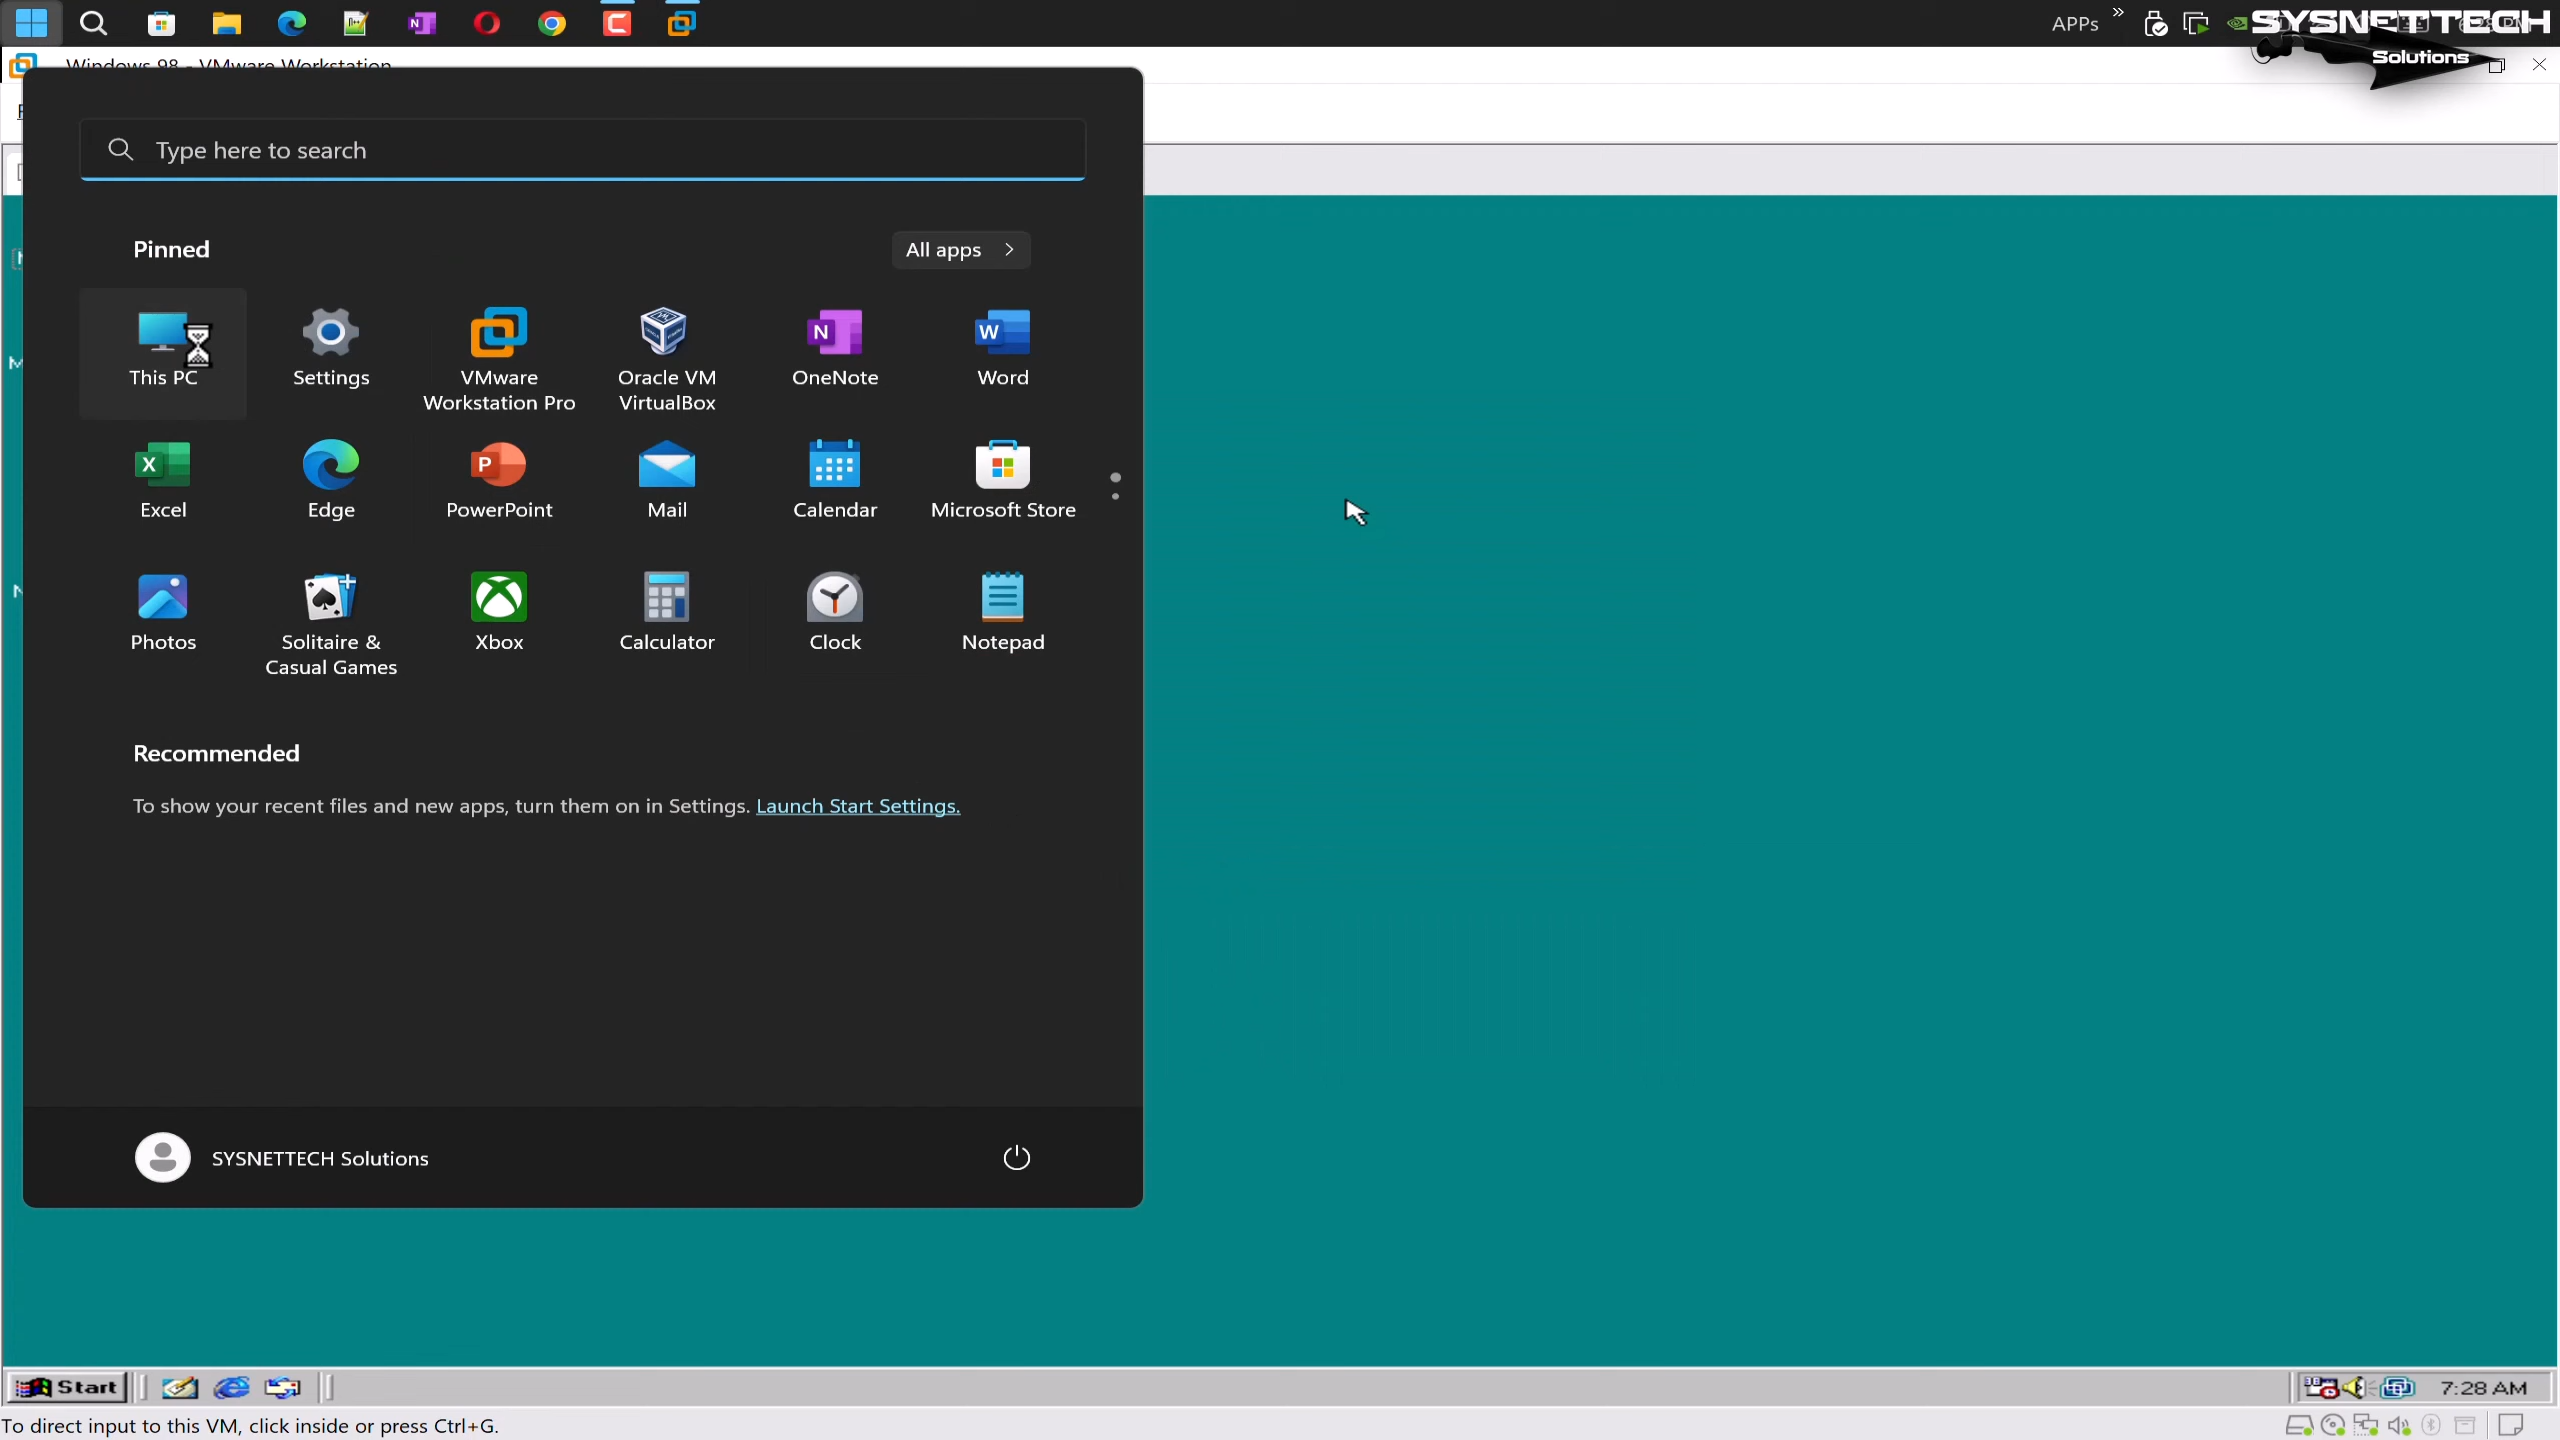 APPs
SYSNETTECH
Solutions
Windows 98 - VMware Workstation
Type here to search
Pinned
All apps
This PC
Settings
VMware
Workstation Pro
Oracle VM
VirtualBox
OneNote
Word
Excel
Edge
PowerPoint
Mail
Calendar
Microsoft Store
Photos
Solitaire &
Casual Games
Xbox
Calculator
Clock
Notepad
Recommended
To show your recent files and new apps, turn them on in Settings. Launch Start Settings.
SYSNETTECH Solutions
Start
7:28 AM
To direct input to this VM, click inside or press Ctrl+G.